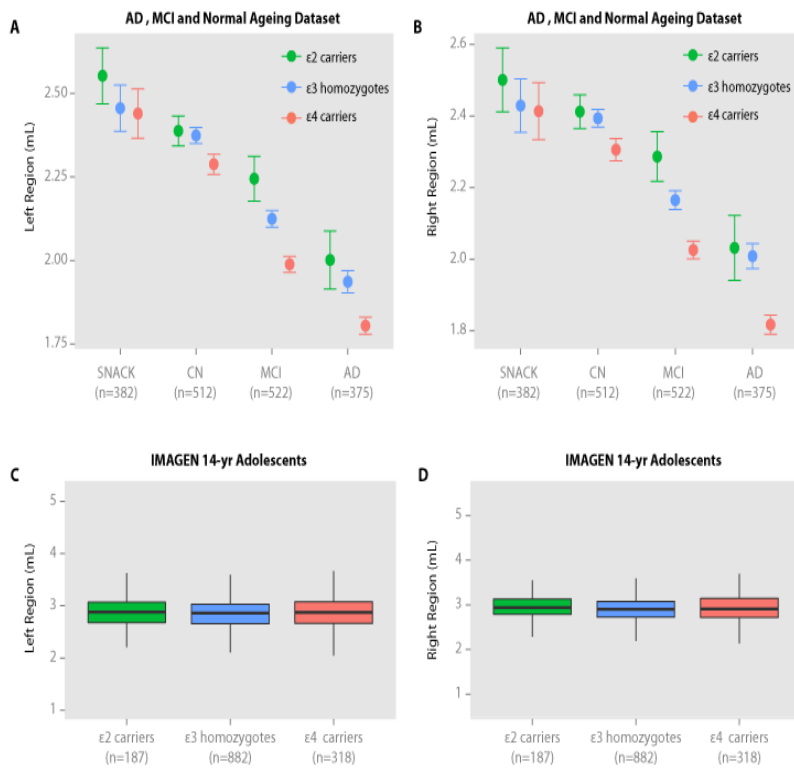 A
AD , MCI and Normal Ageing Dataset
ε2 carriers
ε3 homozygotes
ε4 carriers
Left Region (mL)
2.50
2.25
2.00
1.75
SNACK
(n=382)
CN
(n=512)
MCI
(n=522)
AD
(n=375)
B
AD , MCI and Normal Ageing Dataset
ε2 carriers
ε3 homozygotes
ε4 carriers
Right Region (mL)
2.6
2.4
2.2
2.0
1.8
SNACK
(n=382)
CN
(n=512)
MCI
(n=522)
AD
(n=375)
C
IMAGEN 14-yr Adolescents
Left Region (mL)
5
4
3
2
1
ε2 carriers
(n=187)
ε3 homozygotes
(n=882)
ε4 carriers
(n=318)
D
IMAGEN 14-yr Adolescents
Right Region (mL)
5
4
3
2
1
ε2 carriers
(n=187)
ε3 homozygotes
(n=882)
ε4 carriers
(n=318)